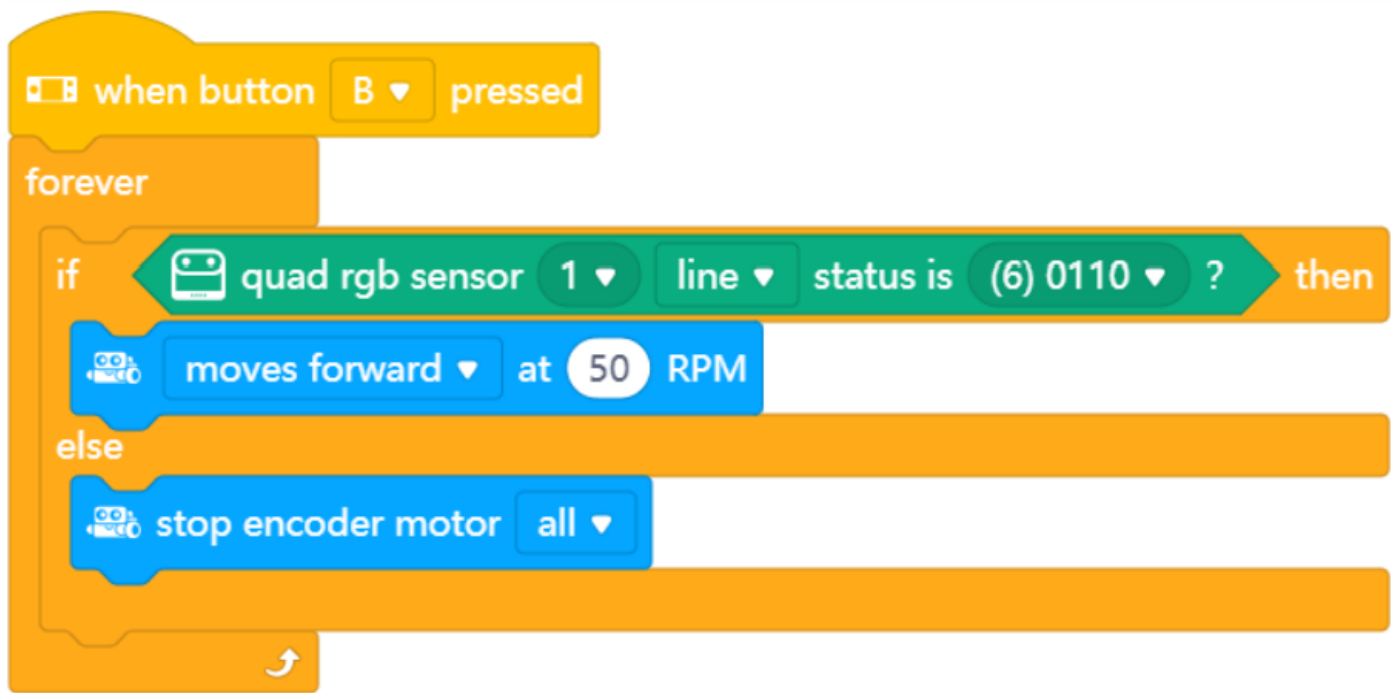 when button B pressed
forever
if quad rgb sensor 1 line status is (6) 0110 ? then
moves forward at 50 RPM
else
stop encoder motor all